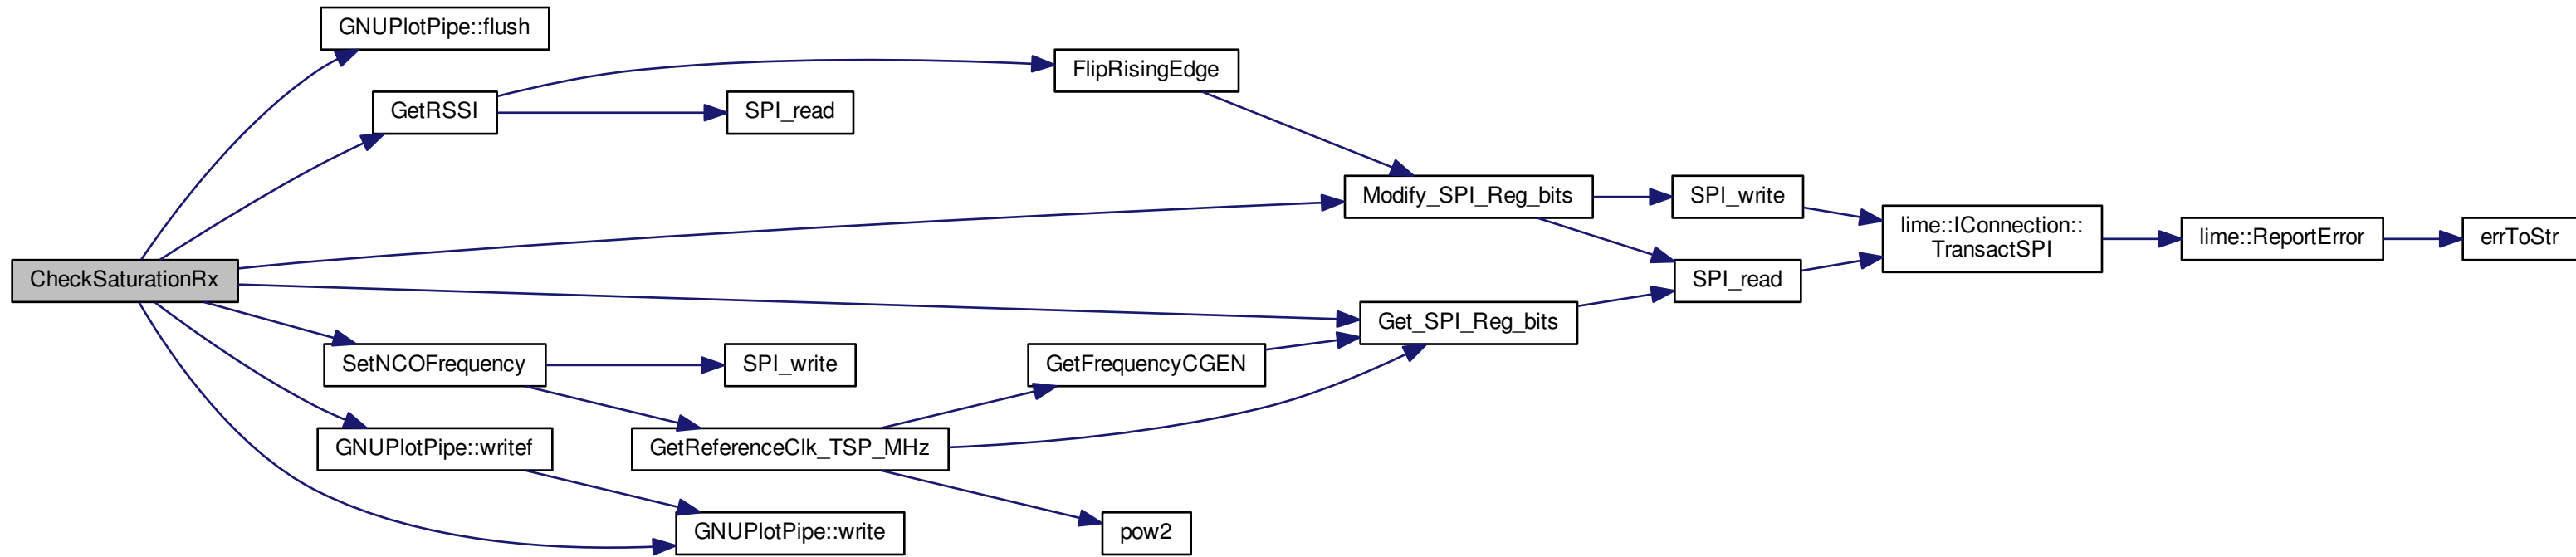 GNUPlotPipe::flush
FlipRisingEdge
GetRSSI
SPI_read
Modify_SPI_Reg_bits
SPI_write
lime::IConnection::
TransactSPI
lime::ReportError
errToStr
CheckSaturationRx
SPI_read
Get_SPI_Reg_bits
SetNCOFrequency
SPI_write
GetFrequencyCGEN
GNUPlotPipe::writef
GetReferenceClk_TSP_MHz
GNUPlotPipe::write
pow2